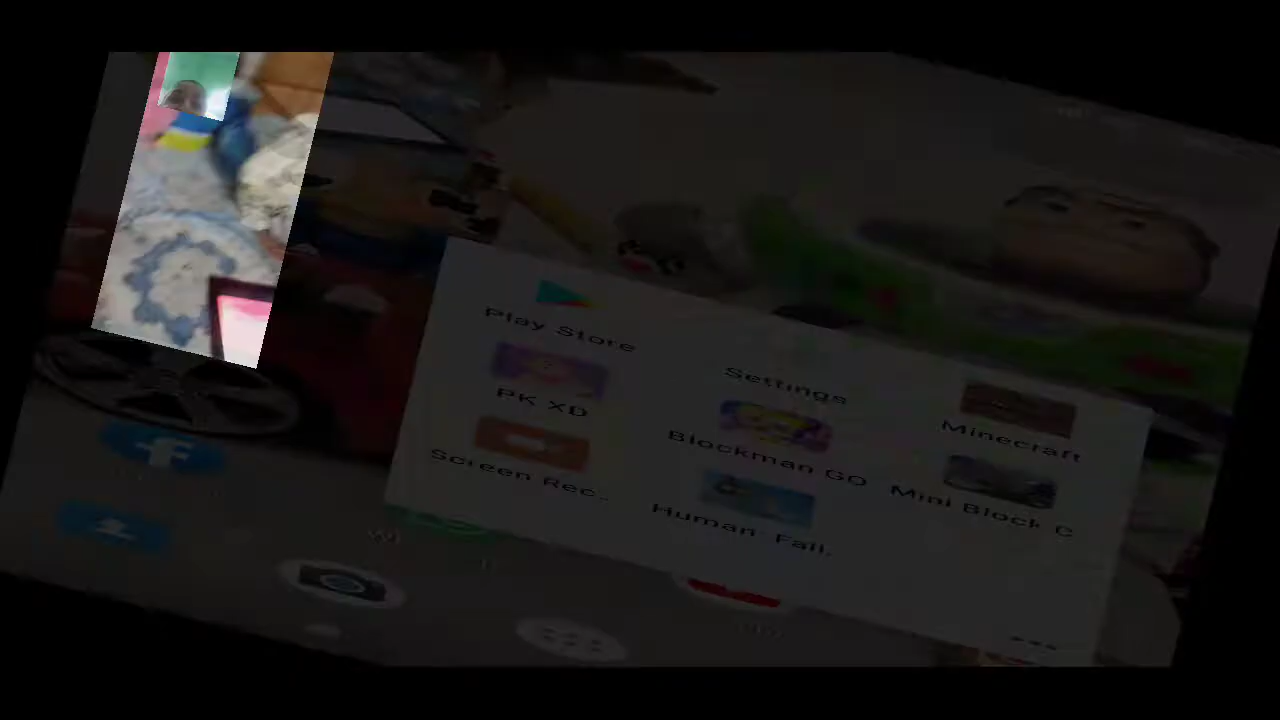 Play Store
Settings
Minecraft
PK XD
Blockman GO
Mini Block C
Screen Rec..
Human Fall.